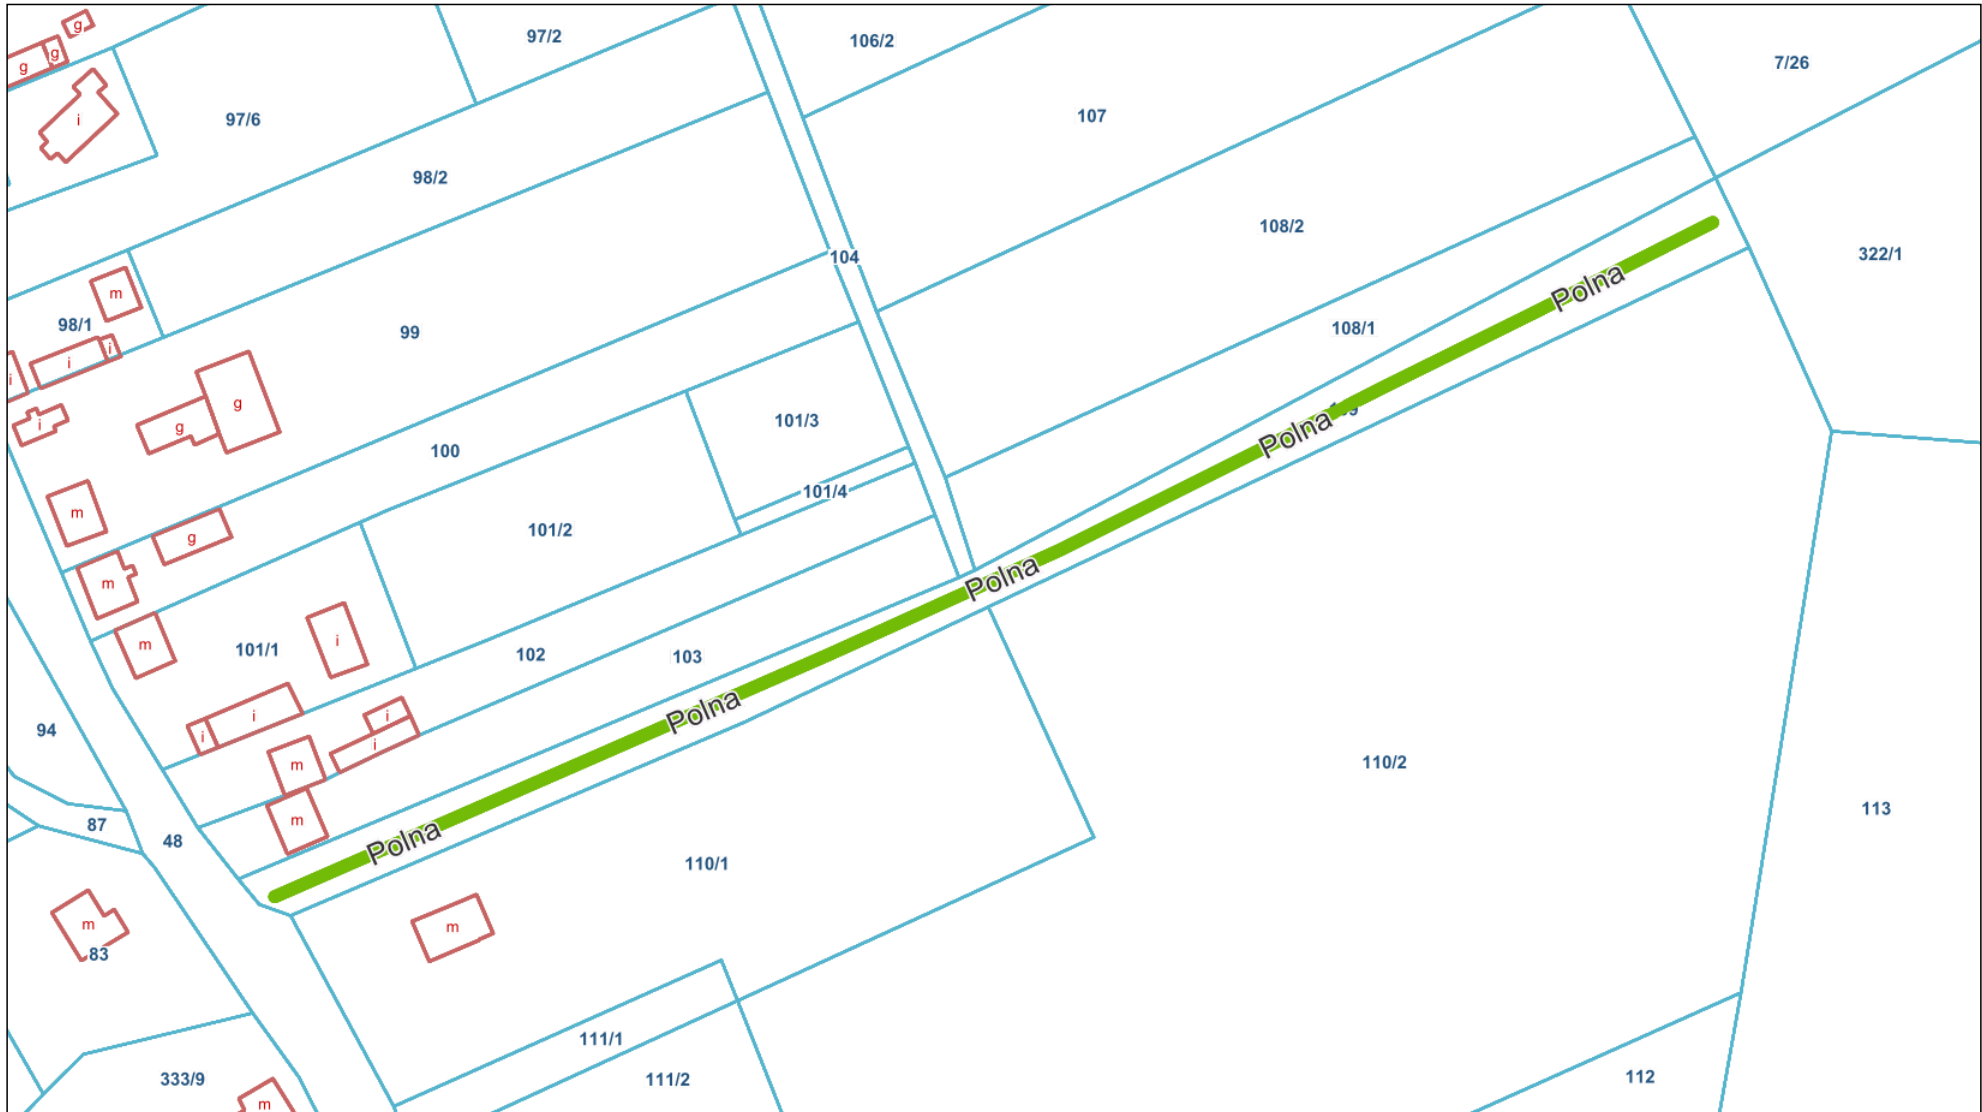 g
97/2
106/2
g
g
7/26
107
i
97/6
98/2
108/2
322/1
104
Polna
m
98/1
99
108/1
i
i
i
g
Polna
i
g
101/3
100
101/4
m
101/2
g
m
Polna
m
101/1
i
102
103
Polna
i
i
i
i
94
m
110/2
113
m
87
48
Polna
110/1
m
m
83
111/1
333/9
111/2
112
m